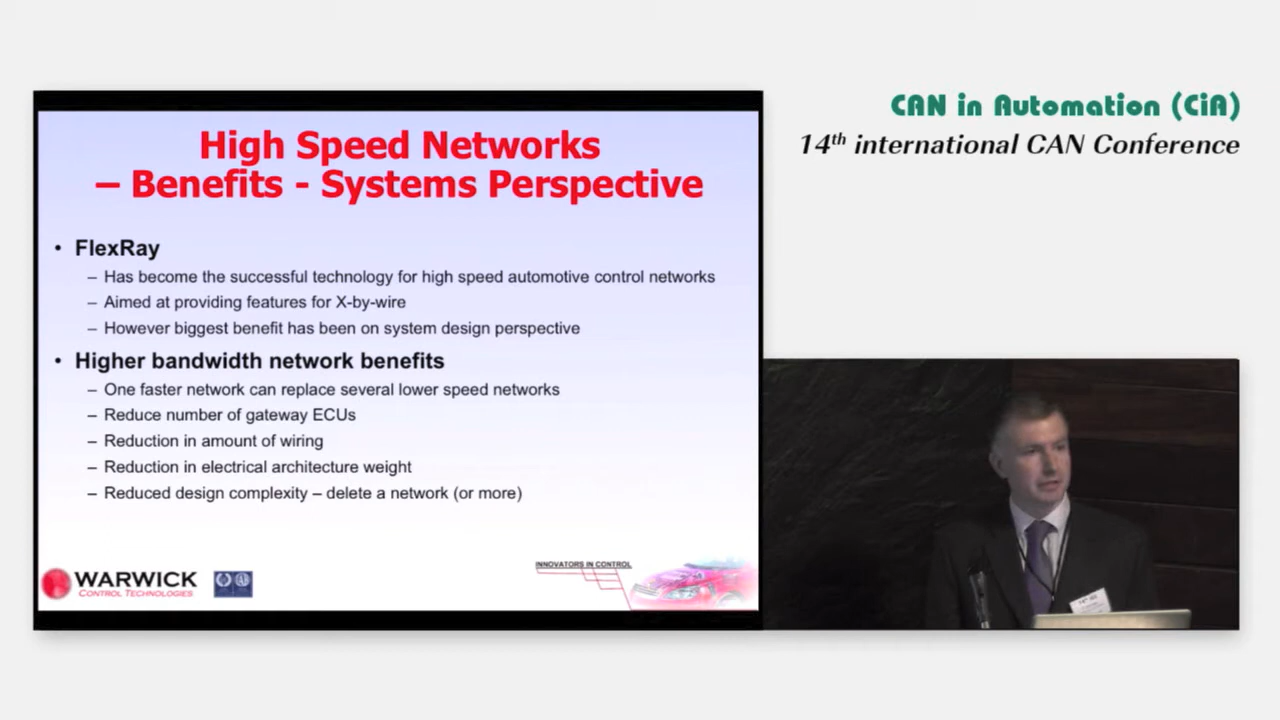 CAN in Automation (CiA)
14th international CAN Conference
High Speed Networks
– Benefits - Systems Perspective
• FlexRay
– Has become the successful technology for high speed automotive control networks
– Aimed at providing features for X-by-wire
– However biggest benefit has been on system design perspective
• Higher bandwidth network benefits
– One faster network can replace several lower speed networks
– Reduce number of gateway ECUs
– Reduction in amount of wiring
– Reduction in electrical architecture weight
– Reduced design complexity – delete a network (or more)
WARWICK
CONTROL TECHNOLOGIES
INNOVATORS IN CONTROL